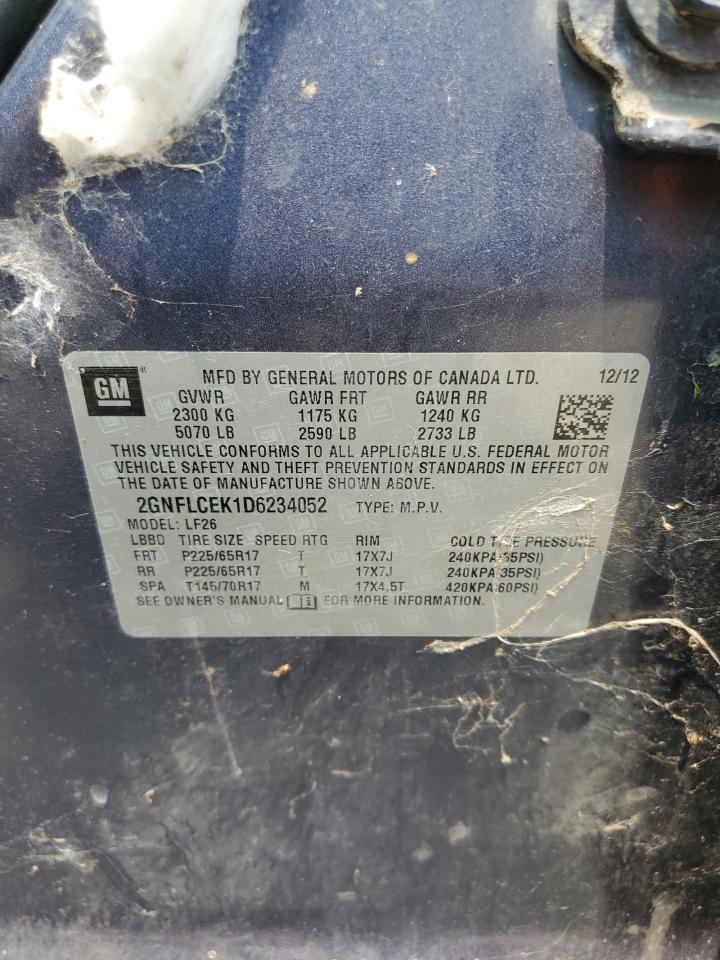 GM ® MFD BY GENERAL MOTORS OF CANADA LTD. 12/12
GVWR GAWR FRT GAWR RR
2300 KG 1175 KG 1240 KG
5070 LB 2590 LB 2733 LB
THIS VEHICLE CONFORMS TO ALL APPLICABLE U.S. FEDERAL MOTOR
VEHICLE SAFETY AND THEFT PREVENTION STANDARDS IN EFFECT ON
THE DATE OF MANUFACTURE SHOWN ABOVE.
2GNFLCEK1D6234052 TYPE: M.P.V.
MODEL: LF26
LBBD TIRE SIZE SPEED RTG RIM COLD TIRE PRESSURE
FRT P225/65R17 T 17X7J 240KPA(35PSI)
RR P225/65R17 T 17X7J 240KPA(35PSI)
SPA T145/70R17 M 17X4.5T 420KPA(60PSI)
SEE OWNER'S MANUAL FOR MORE INFORMATION.